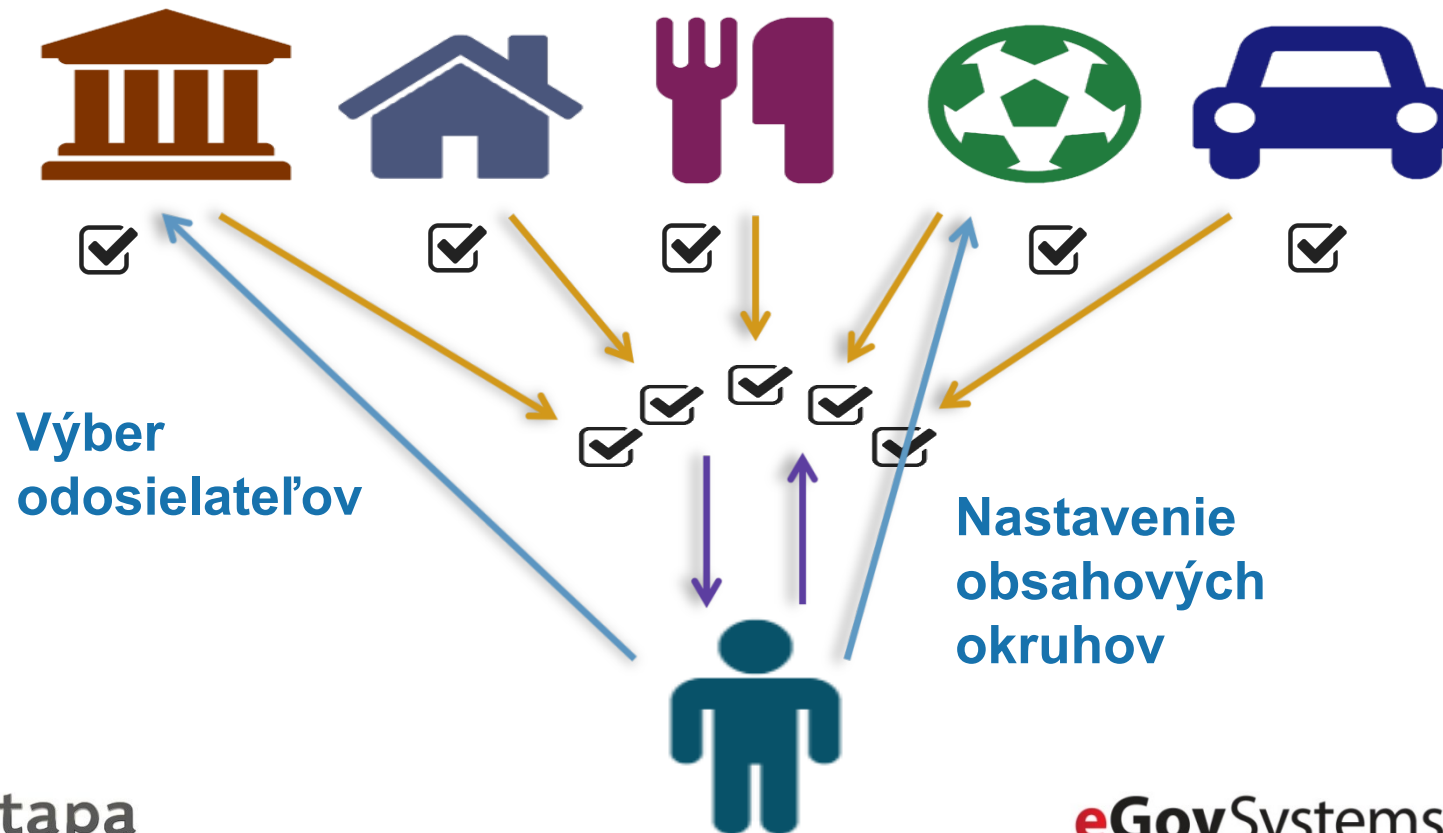 Výber
odosielateľov
Nastavenie
obsahových
okruhov
tapa
eGovSystems